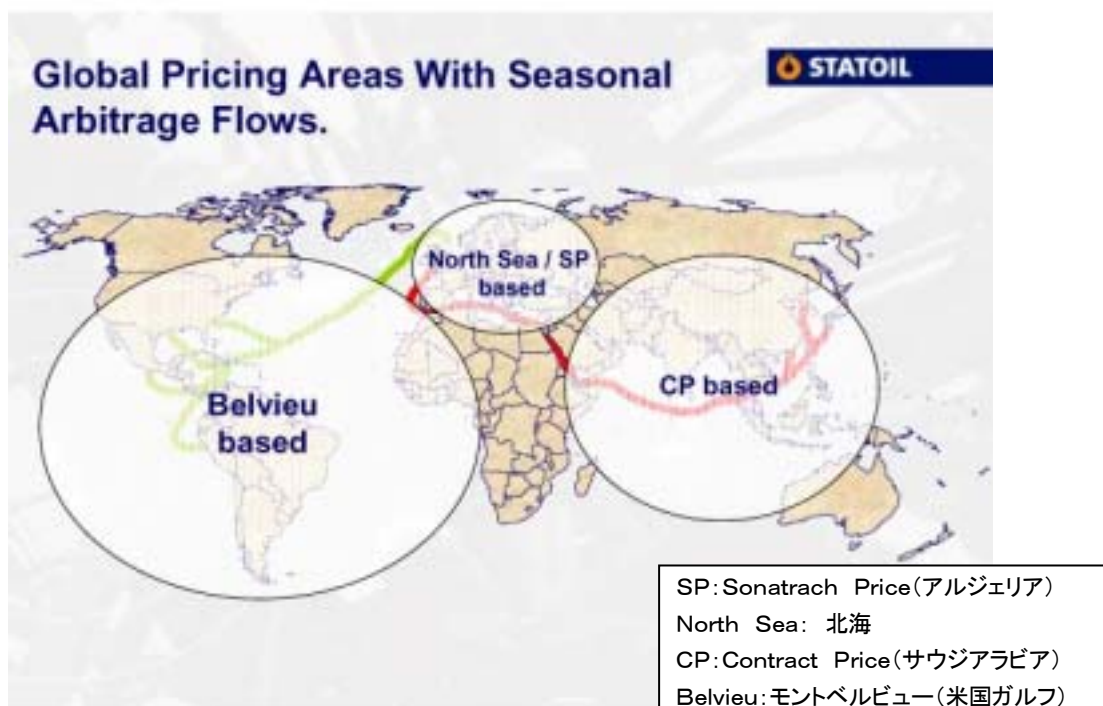 Global Pricing Areas With Seasonal
Arbitrage Flows.
STATOIL
North Sea / SP
based
Belvieu
based
CP based
SP:Sonatrach Price(アルジェリア)
North Sea: 北海
CP:Contract Price(サウジアラビア)
Belvieu:モントベルビュー(米国ガルフ)